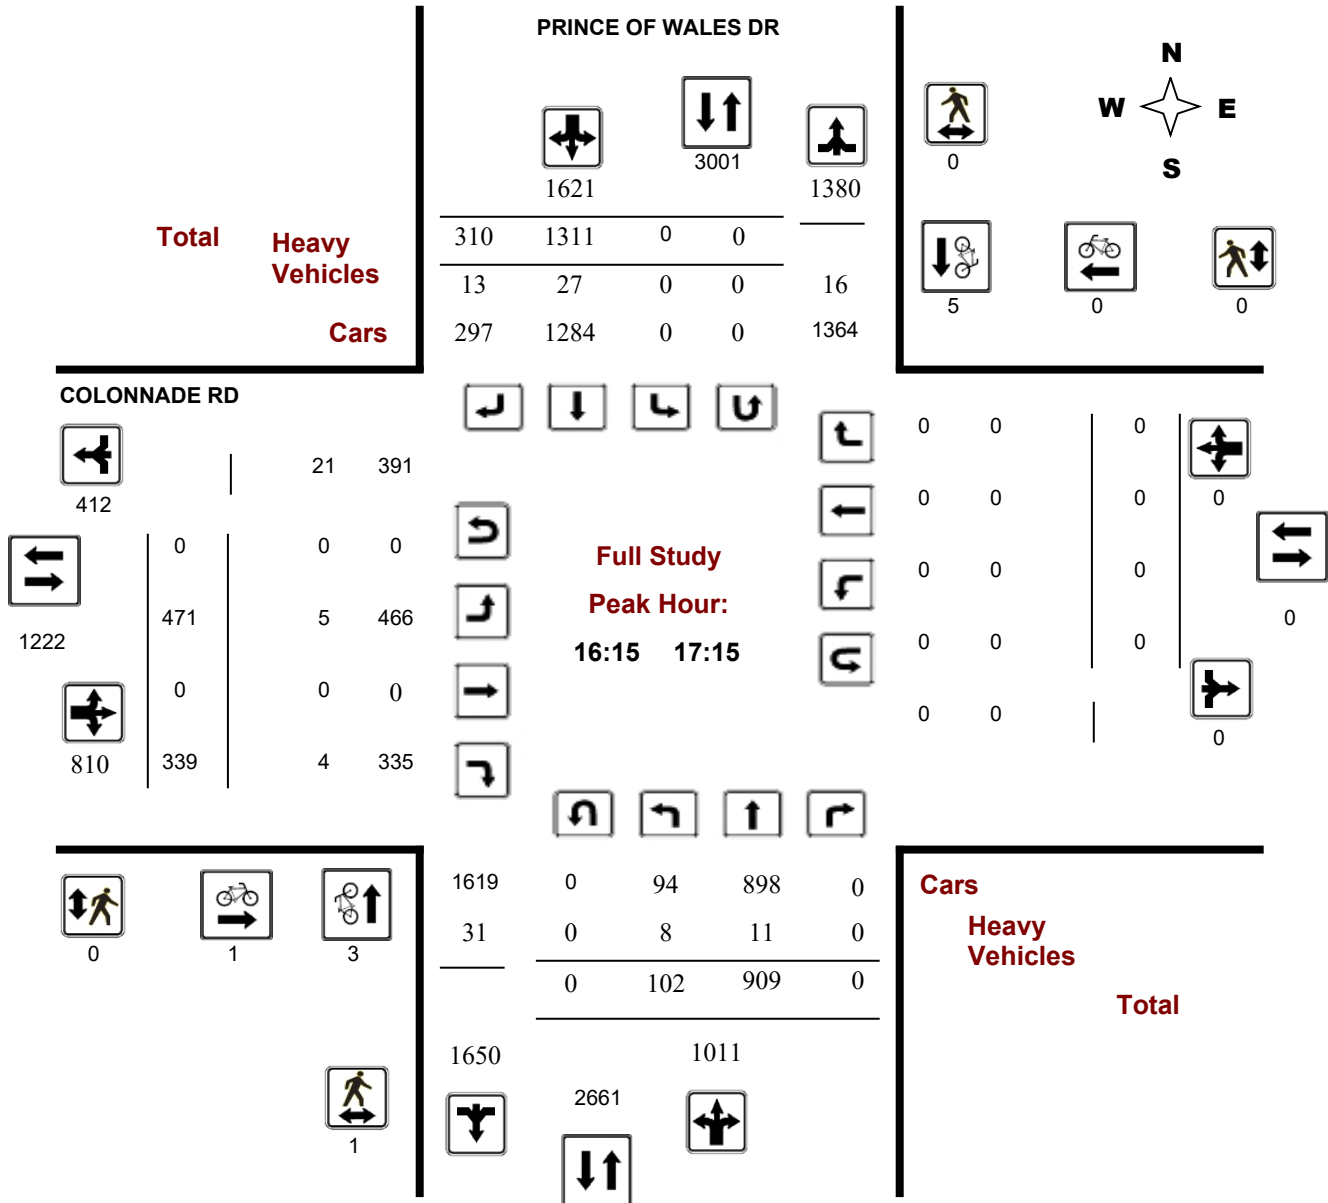 PRINCE OF WALES DR
N
W E
S
3001
0
1621
1380
Total Heavy
Vehicles
310 1311 0 0
13 27 0 0 16
5 0 0
Cars 297 1284 0 0 1364
COLONNADE RD
0 0 0
21 391
412
0 0 0 0
0 0 0
Full Study
0 0 0
471 5 466
Peak Hour:
0
1222
16:15 17:15
0 0 0
0 0 0
0 0
0
810 339 4 335
1619 0 94 898 0 Cars
31 0 8 11 0 Heavy
Vehicles
0 1 3
0 102 909 0
Total
1650 1011
2661
1